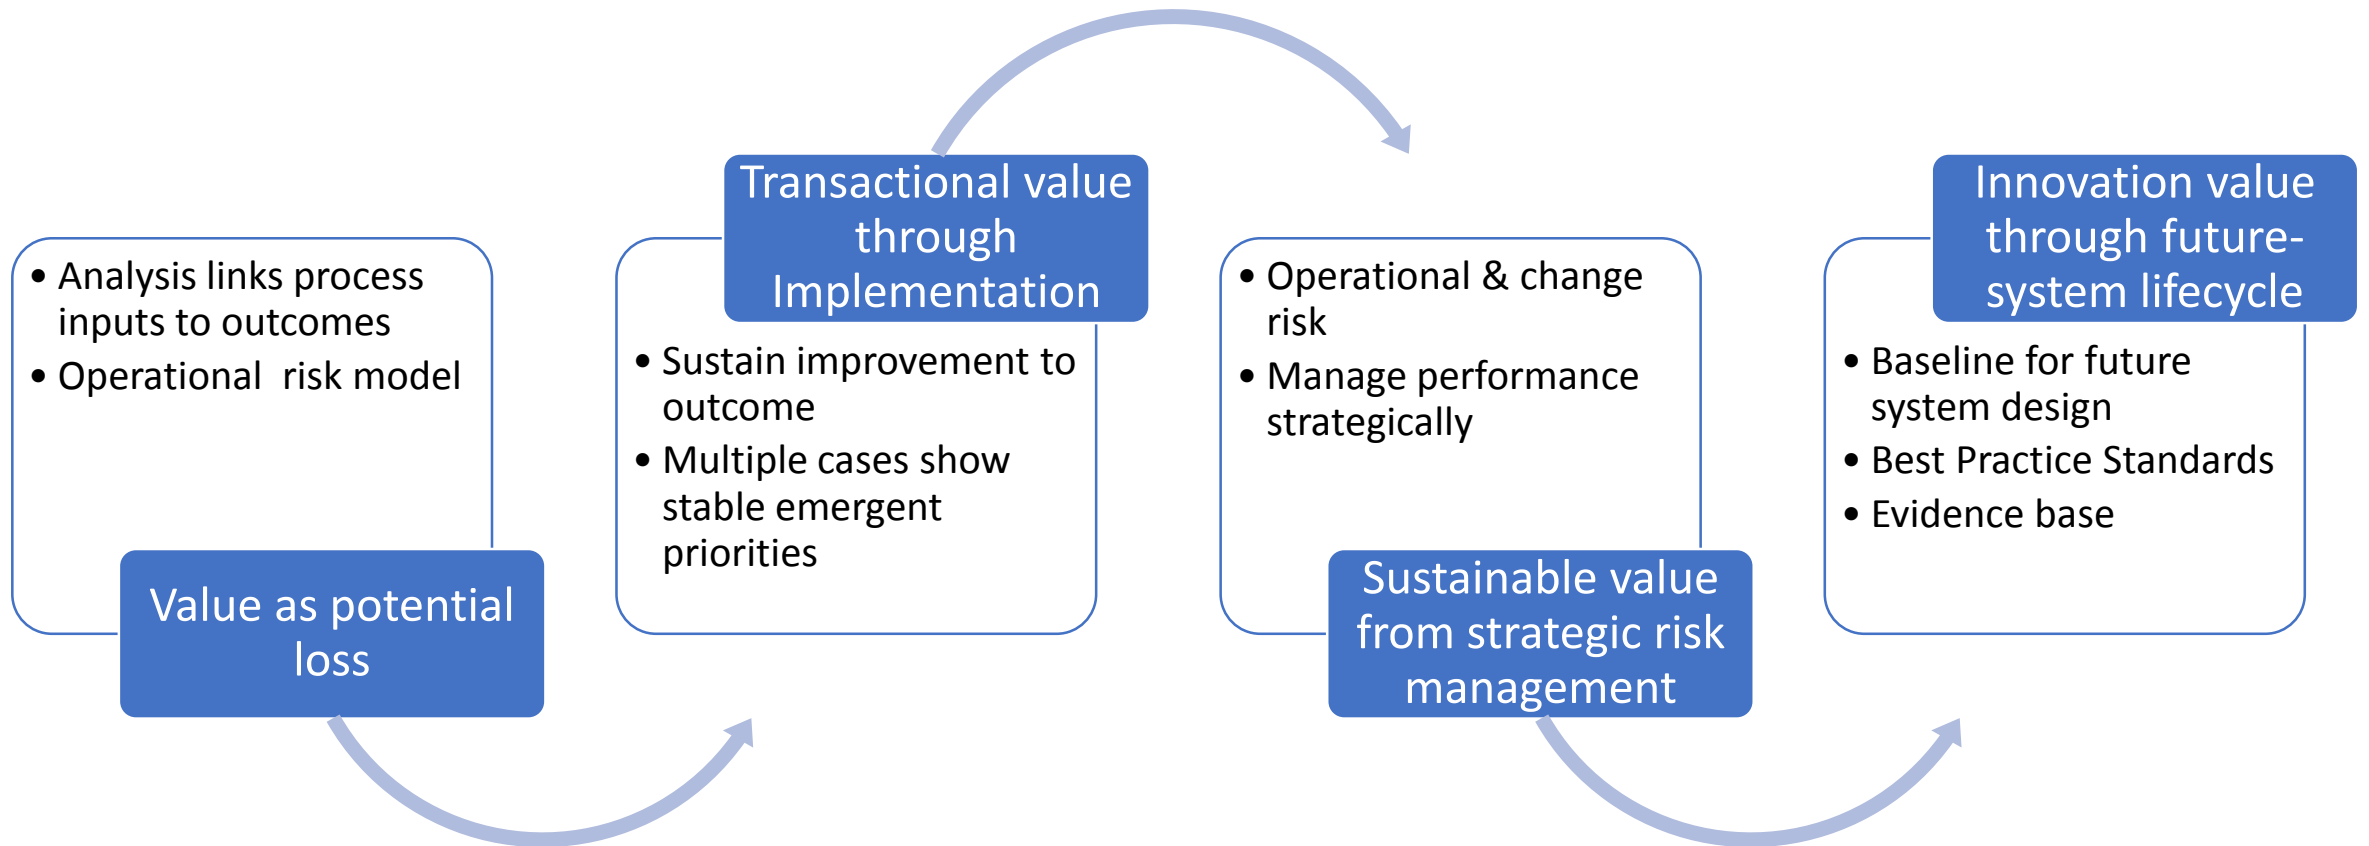 • Analysis links process
inputs to outcomes
• Operational  risk model
Value as potential
loss
Transactional value
through
Implementation
• Sustain improvement to
outcome
• Multiple cases show
stable emergent
priorities
• Operational & change
risk
• Manage performance
strategically
Sustainable value
from strategic risk
management
Innovation value
through future-
system lifecycle
• Baseline for future
system design
• Best Practice Standards
• Evidence base